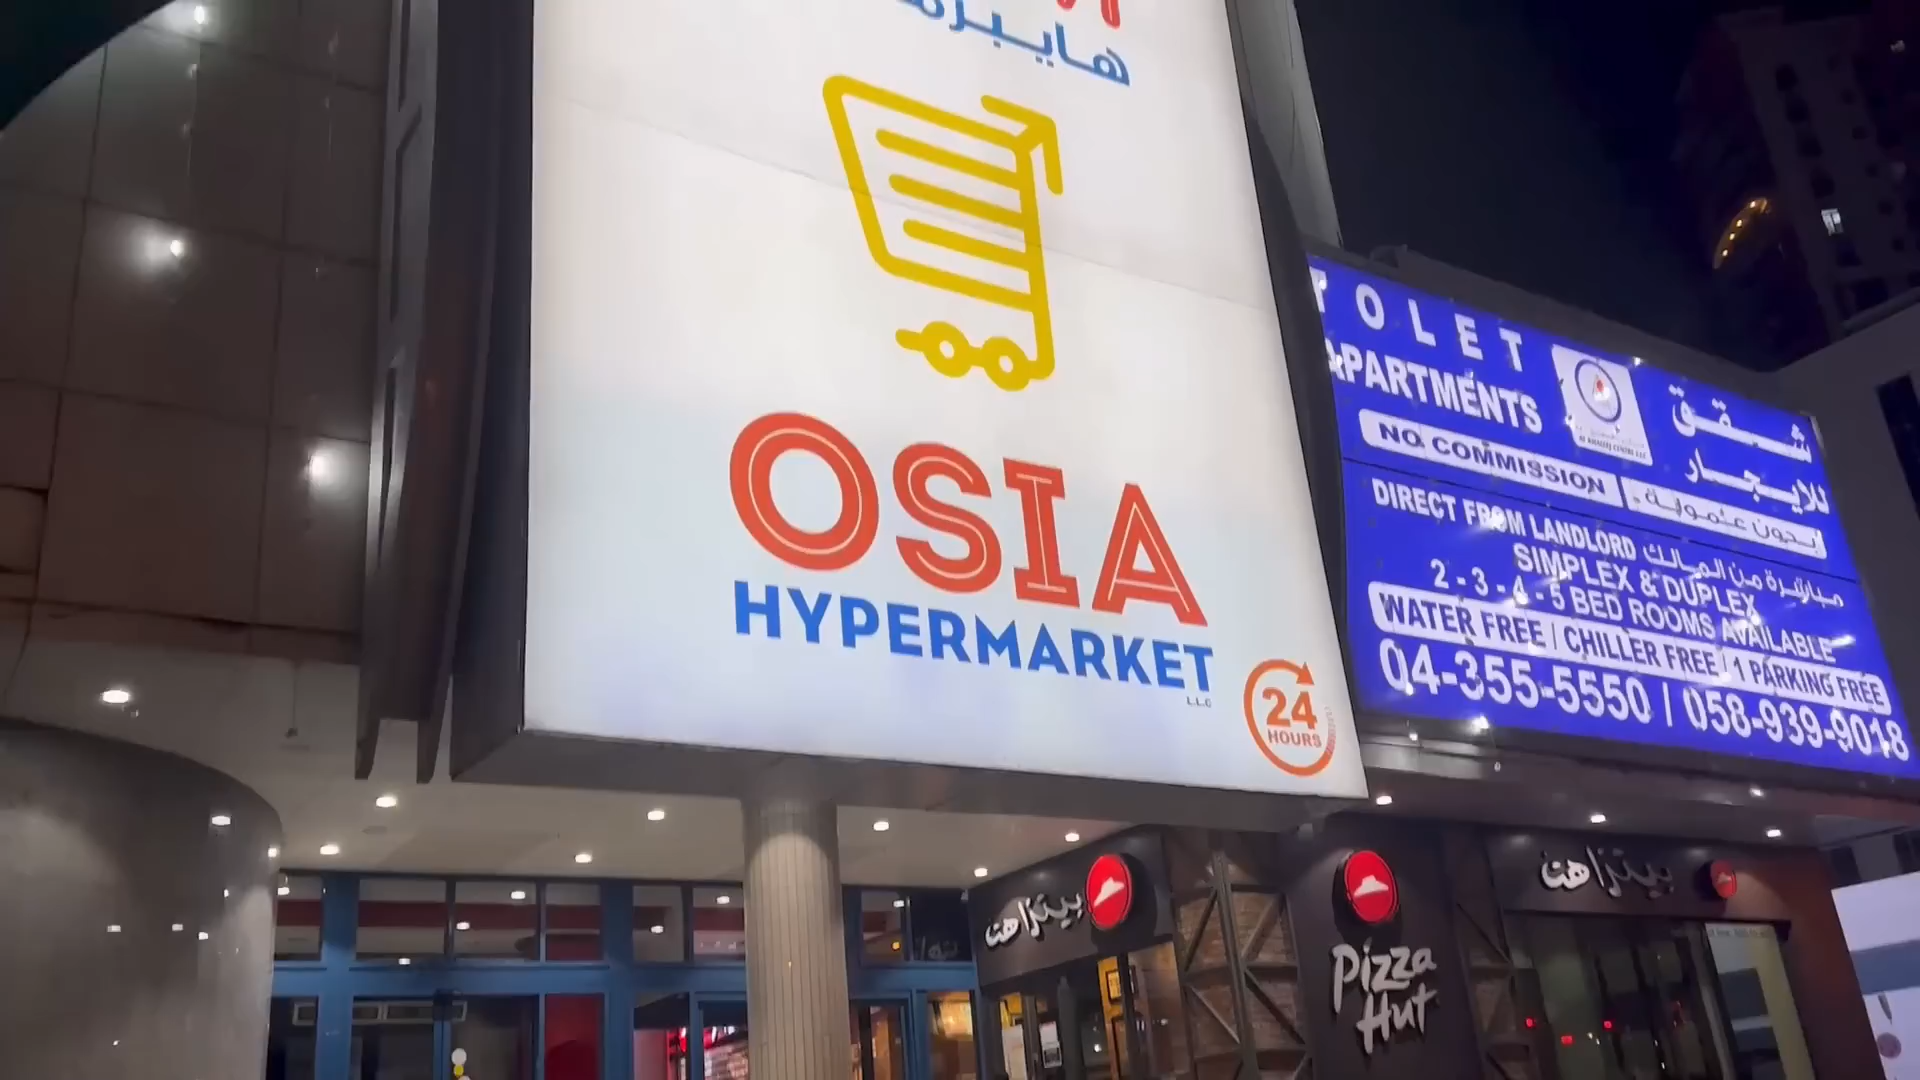 OSIA
HYPERMARKET
L.L.C
24
HOURS
TOLET
APARTMENTS
شقق
للايجار
NO COMMISSION
بدون عمولة
DIRECT FROM LANDLORD مباشرة من المالك
SIMPLEX & DUPLEX
2 - 3 - 4 - 5 BED ROOMS AVAILABLE
WATER FREE / CHILLER FREE / 1 PARKING FREE
04-355-5550 / 058-939-9018
بيتزا هت
Pizza
Hut
بيتزا هت